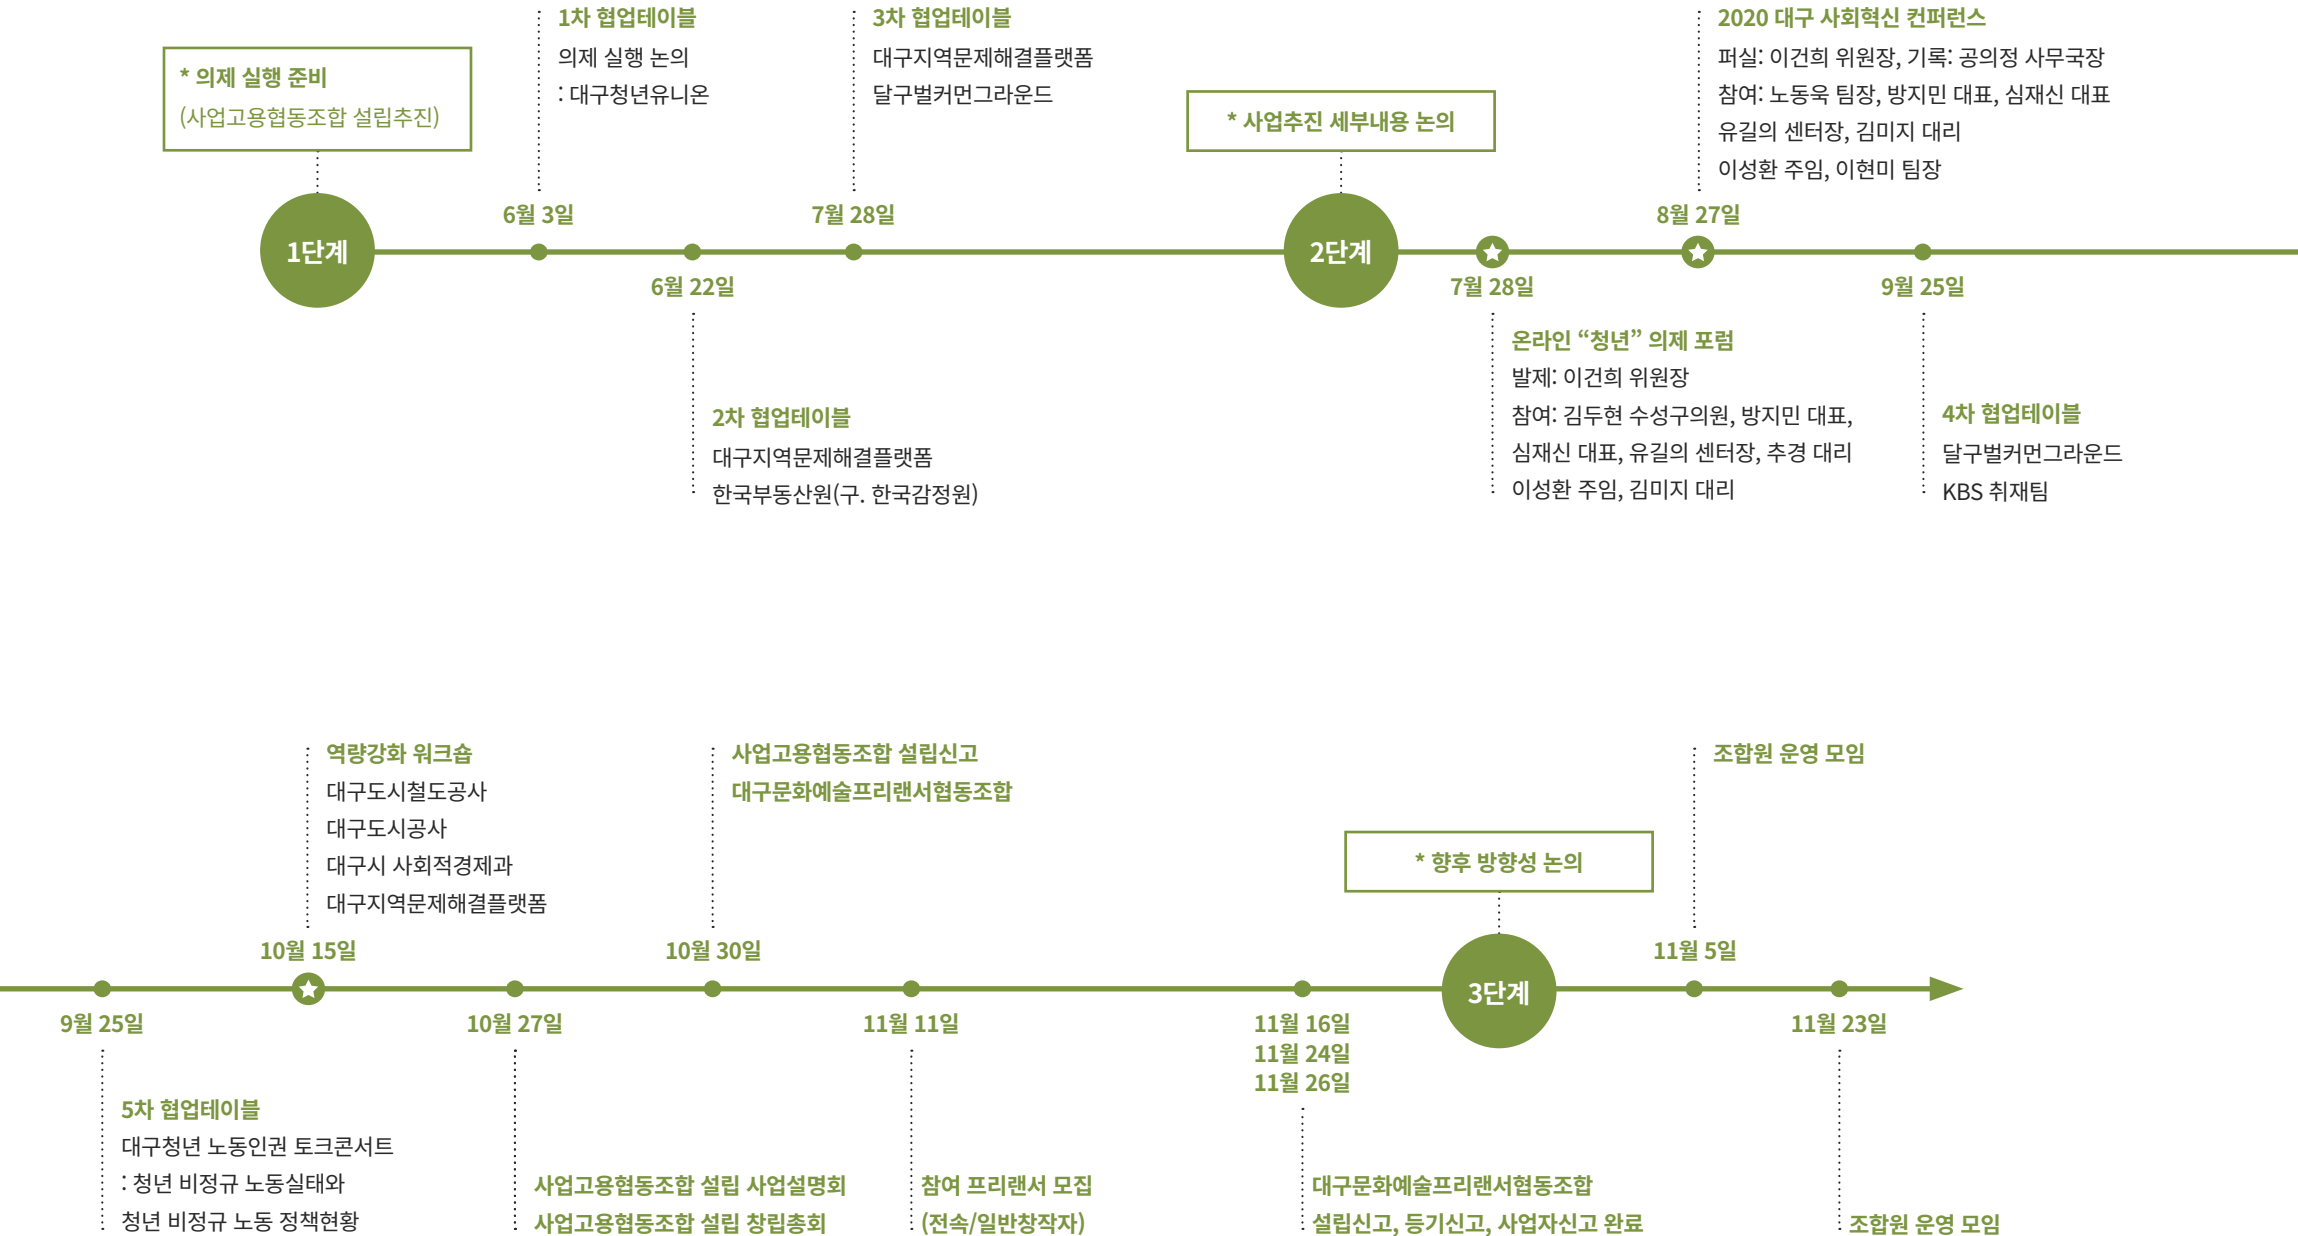 * 의제 실행 준비
(사업고용협동조합 설립추진)
1단계
1차 협업테이블
의제 실행 논의
: 대구청년유니온
6월 3일
6월 22일
2차 협업테이블
대구지역문제해결플랫폼
한국부동산원(구. 한국감정원)
3차 협업테이블
대구지역문제해결플랫폼
달구벌커먼그라운드
7월 28일
* 사업추진 세부내용 논의
2단계
7월 28일
온라인 “청년” 의제 포럼
발제: 이건희 위원장
참여: 김두현 수성구의원, 방지민 대표,
심재신 대표, 유길의 센터장, 추경 대리
이성환 주임, 김미지 대리
2020 대구 사회혁신 컨퍼런스
퍼실: 이건희 위원장, 기록: 공의정 사무국장
참여: 노동욱 팀장, 방지민 대표, 심재신 대표
유길의 센터장, 김미지 대리
이성환 주임, 이현미 팀장
8월 27일
9월 25일
4차 협업테이블
달구벌커먼그라운드
KBS 취재팀
9월 25일
5차 협업테이블
대구청년 노동인권 토크콘서트
: 청년 비정규 노동실태와
청년 비정규 노동 정책현황
역량강화 워크숍
대구도시철도공사
대구도시공사
대구시 사회적경제과
대구지역문제해결플랫폼
10월 15일
10월 27일
사업고용협동조합 설립 사업설명회
사업고용협동조합 설립 창립총회
사업고용협동조합 설립신고
대구문화예술프리랜서협동조합
10월 30일
11월 11일
참여 프리랜서 모집
(전속/일반창작자)
11월 16일
11월 24일
11월 26일
대구문화예술프리랜서협동조합
설립신고, 등기신고, 사업자신고 완료
* 향후 방향성 논의
3단계
조합원 운영 모임
11월 5일
11월 23일
조합원 운영 모임